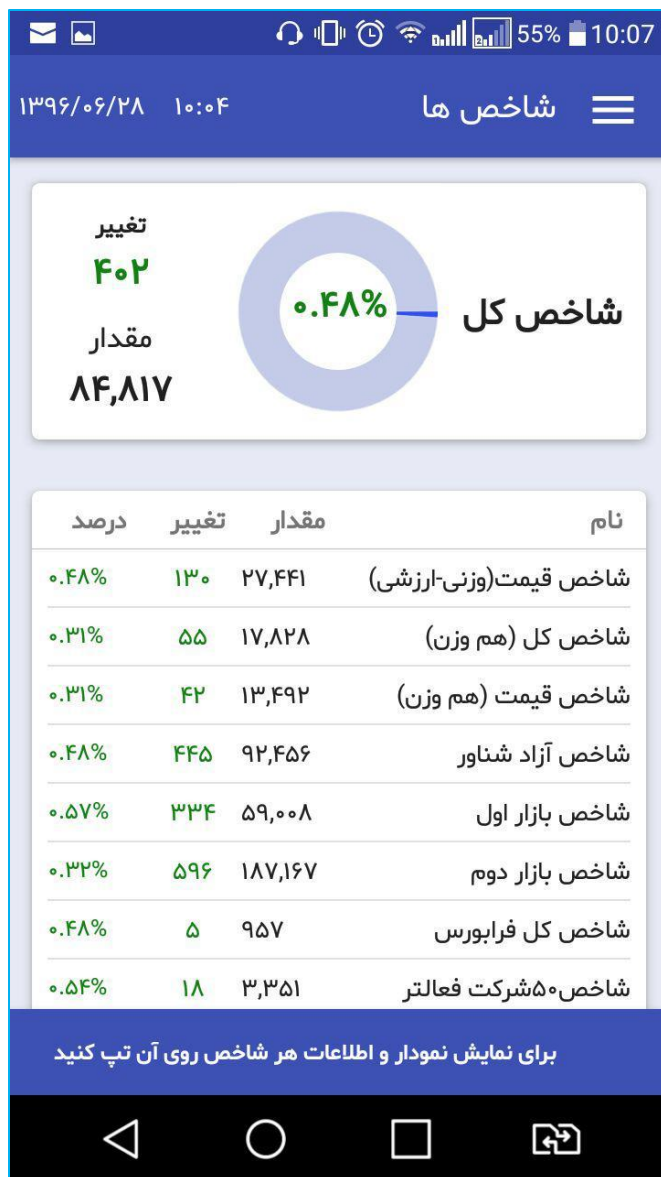 55% 10:07
شاخص ها ۱۰:۰۴ ۱۳۹۶/۰۶/۲۸
شاخص کل
۰.۴۸%
تغییر
۴۰۲
مقدار
۸۴,۸۱۷
نام مقدار تغییر درصد
شاخص قیمت(وزنی-ارزشی) ۲۷,۴۴۱ ۱۳۰ ۰.۴۸%
شاخص کل (هم وزن) ۱۷,۸۲۸ ۵۵ ۰.۳۱%
شاخص قیمت (هم وزن) ۱۳,۴۹۲ ۴۲ ۰.۳۱%
شاخص آزاد شناور ۹۲,۴۵۶ ۴۴۵ ۰.۴۸%
شاخص بازار اول ۵۹,۰۰۸ ۳۳۴ ۰.۵۷%
شاخص بازار دوم ۱۸۷,۱۶۷ ۵۹۶ ۰.۳۲%
شاخص کل فرابورس ۹۵۷ ۵ ۰.۴۸%
شاخص۵۰شرکت فعالتر ۳,۳۵۱ ۱۸ ۰.۵۴%
برای نمایش نمودار و اطلاعات هر شاخص روی آن تپ کنید